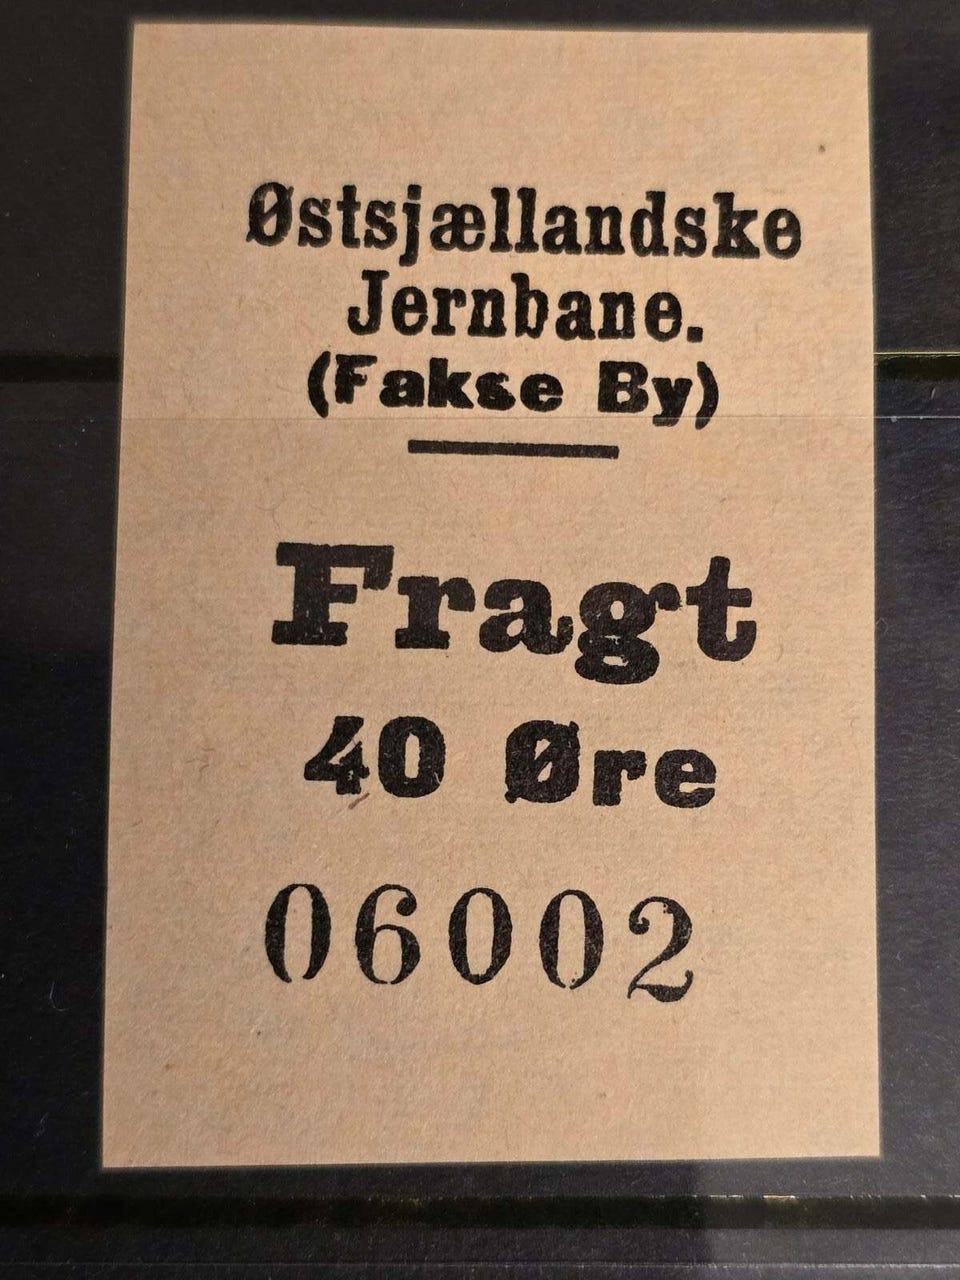 Østsjællandske
Jernbane.
(Fakse By)
Fragt
40 Øre
06002